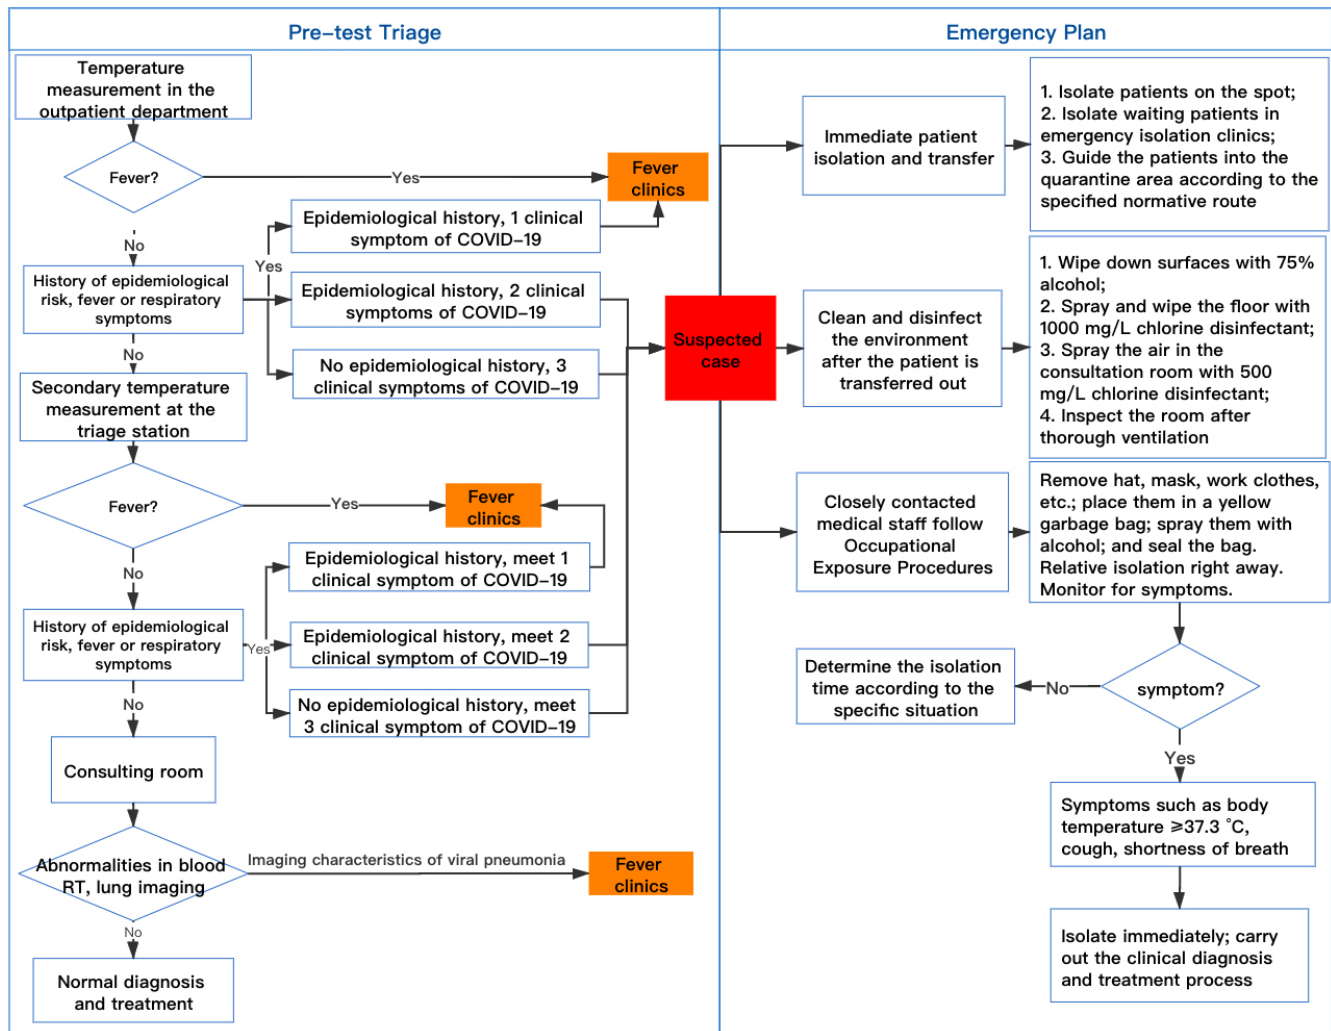 Pre-test Triage
Emergency Plan
Temperature
measurement in the
outpatient department
Fever?
Yes
Fever
clinics
No
Epidemiological history, 1 clinical
symptom of COVID-19
Yes
History of epidemiological
risk, fever or respiratory
symptoms
Epidemiological history, 2 clinical
symptoms of COVID-19
No epidemiological history, 3
clinical symptoms of COVID-19
No
Secondary temperature
measurement at the
triage station
Fever?
Yes
Fever
clinics
No
Epidemiological history, meet 1
clinical symptom of COVID-19
History of epidemiological
risk, fever or respiratory
symptoms
Yes
Epidemiological history, meet 2
clinical symptom of COVID-19
No epidemiological history, meet
3 clinical symptom of COVID-19
No
Consulting room
Abnormalities in blood
RT, lung imaging
Imaging characteristics of viral pneumonia
Fever
clinics
No
Normal diagnosis
and treatment
Suspected
case
Immediate patient
isolation and transfer
1. Isolate patients on the spot;
2. Isolate waiting patients in
emergency isolation clinics;
3. Guide the patients into the
quarantine area according to the
specified normative route
Clean and disinfect
the environment
after the patient is
transferred out
1. Wipe down surfaces with 75%
alcohol;
2. Spray and wipe the floor with
1000 mg/L chlorine disinfectant;
3. Spray the air in the
consultation room with 500
mg/L chlorine disinfectant;
4. Inspect the room after
thorough ventilation
Closely contacted
medical staff follow
Occupational
Exposure Procedures
Remove hat, mask, work clothes,
etc.; place them in a yellow
garbage bag; spray them with
alcohol; and seal the bag.
Relative isolation right away.
Monitor for symptoms.
symptom?
No
Determine the isolation
time according to the
specific situation
Yes
Symptoms such as body
temperature ≥37.3 °C,
cough, shortness of breath
Isolate immediately; carry
out the clinical diagnosis
and treatment process